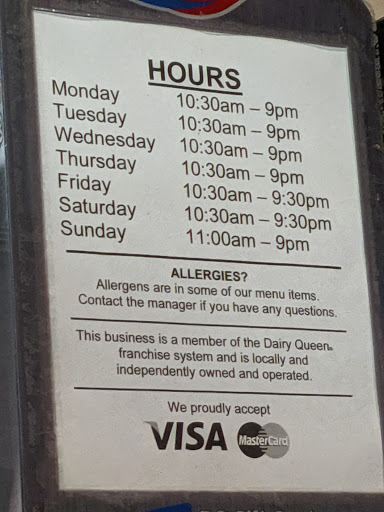 HOURS
Monday 10:30am – 9pm
Tuesday 10:30am – 9pm
Wednesday 10:30am – 9pm
Thursday 10:30am – 9pm
Friday 10:30am – 9:30pm
Saturday 10:30am – 9:30pm
Sunday 11:00am – 9pm
ALLERGIES?
Allergens are in some of our menu items.
Contact the manager if you have any questions.
This business is a member of the Dairy Queen®
franchise system and is locally and
independently owned and operated.
We proudly accept
VISA MasterCard